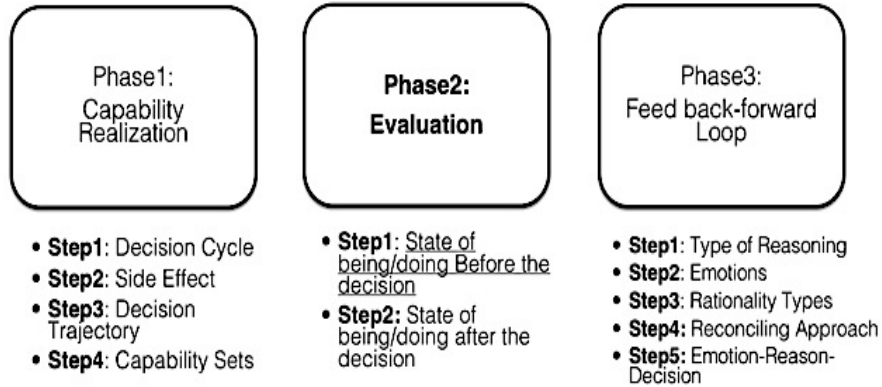 Phase1:
Capability
Realization
• Step1: Decision Cycle
• Step2: Side Effect
• Step3: Decision
Trajectory
• Step4: Capability Sets
Phase2:
Evaluation
• Step1: State of
being/doing Before the
decision
• Step2: State of
being/doing after the
decision
Phase3:
Feed back-forward
Loop
• Step1: Type of Reasoning
• Step2: Emotions
• Step3: Rationality Types
• Step4: Reconciling Approach
• Step5: Emotion-Reason-
Decision